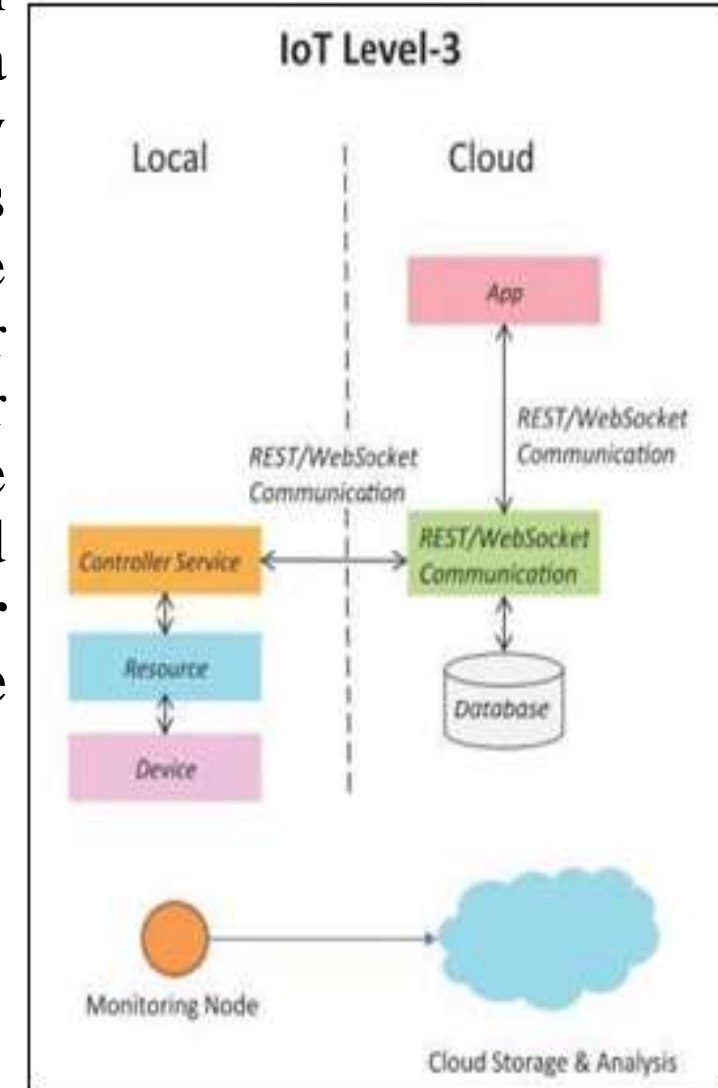 IoT Level-3
Local
Cloud
App
REST/WebSocket
Communication
REST/WebSocket
Communication
Controller Service
REST/WebSocket
Communication
Resource
Database
Device
Monitoring Node
Cloud Storage & Analysis